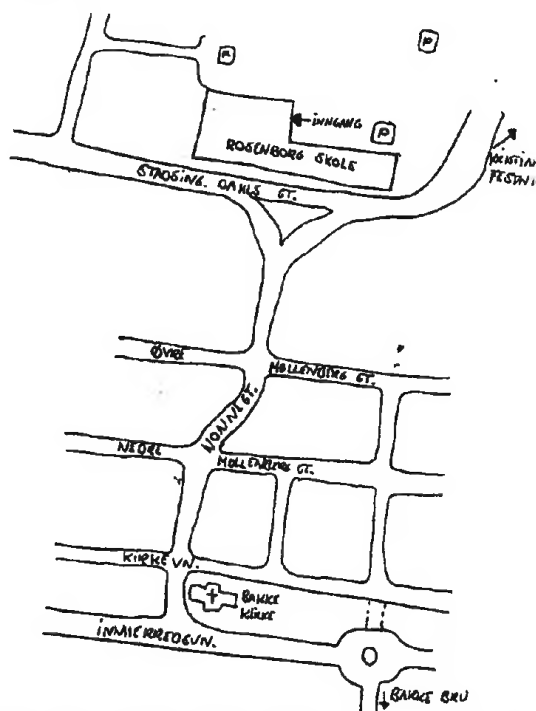 P
P
← INNGANG
P
ROSENBORG SKOLE
STADSING. DAHLS GT.
ØVRE
MØLLENBERG GT.
NONNEGT.
NEDRE
MØLLENBERG GT.
KIRKEVN.
BAKKE
KIRKE
INNHERREDSVN.
BAKKE BRU